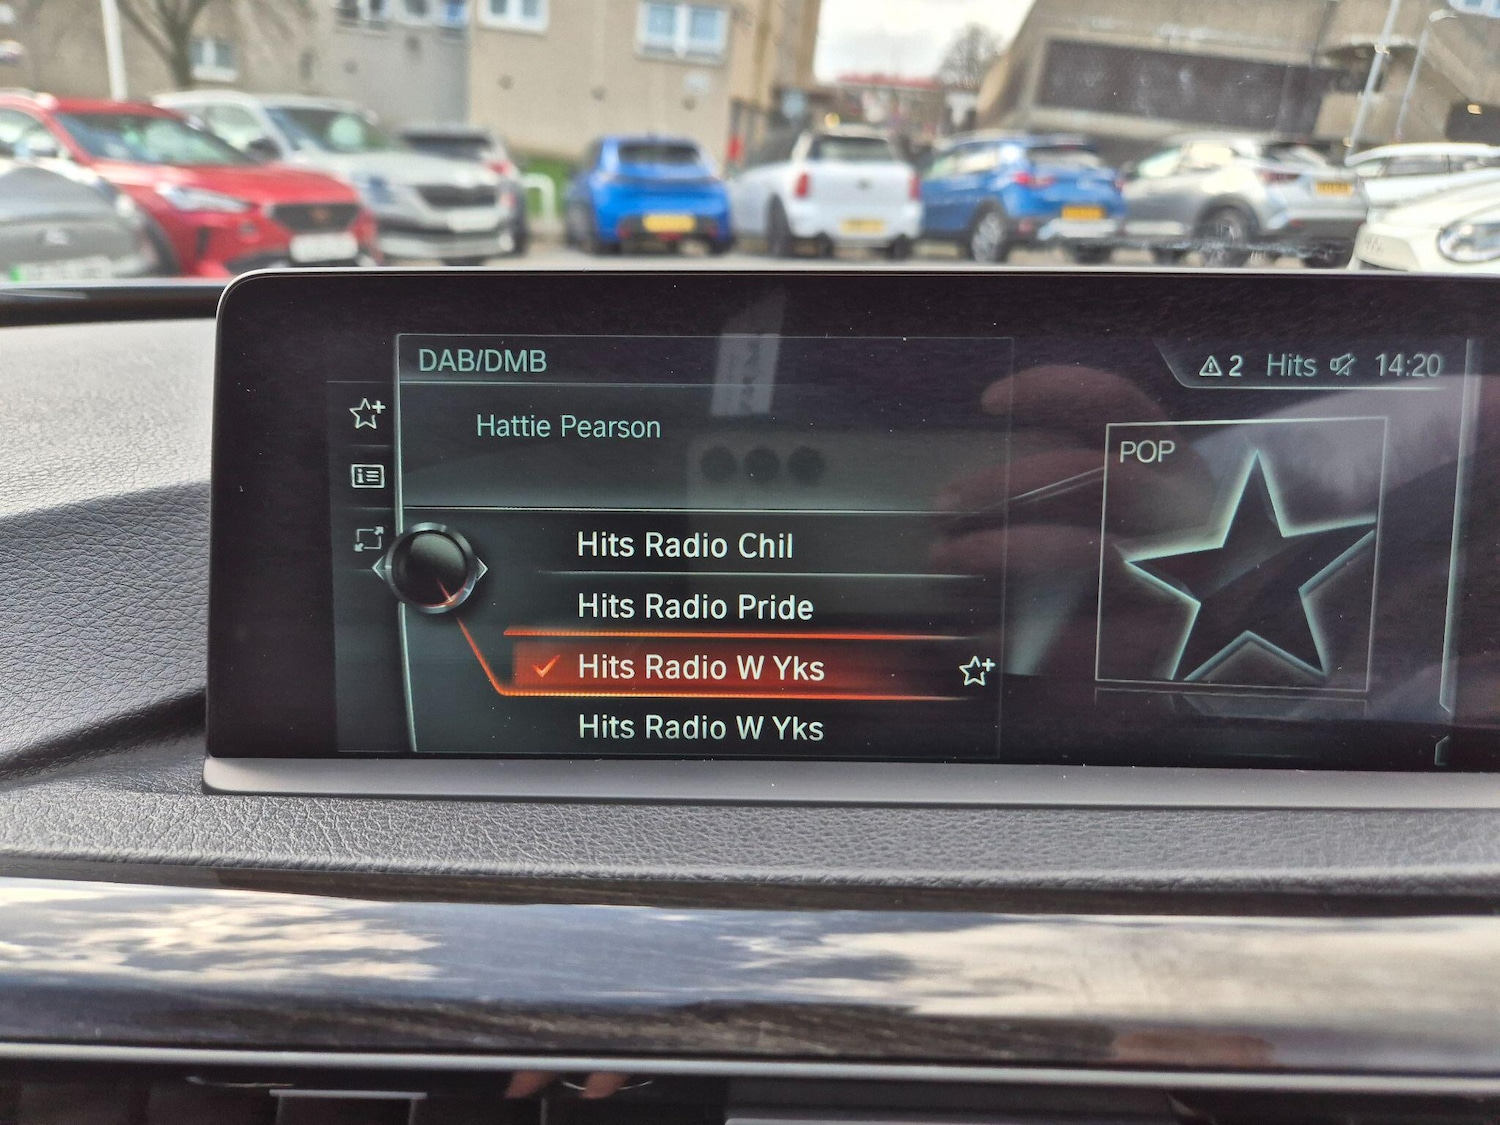 DAB/DMB
2 Hits 14:20
Hattie Pearson
POP
Hits Radio Chil
Hits Radio Pride
Hits Radio W Yks
Hits Radio W Yks